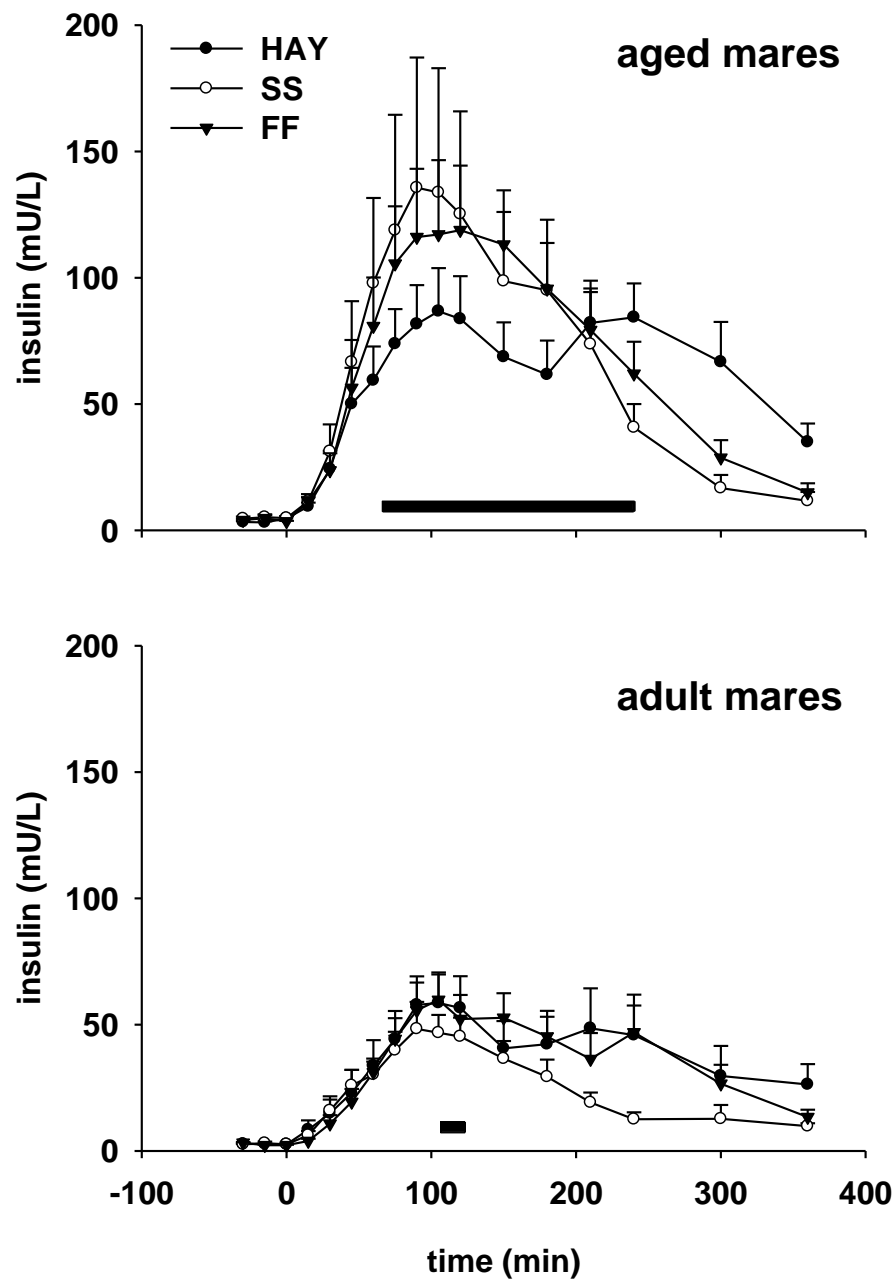 200
150
100
50
0
insulin (mU/L)
HAY
SS
FF
aged mares
-100 0 100 200 300 400
200
150
100
50
0
insulin (mU/L)
adult mares
time (min)